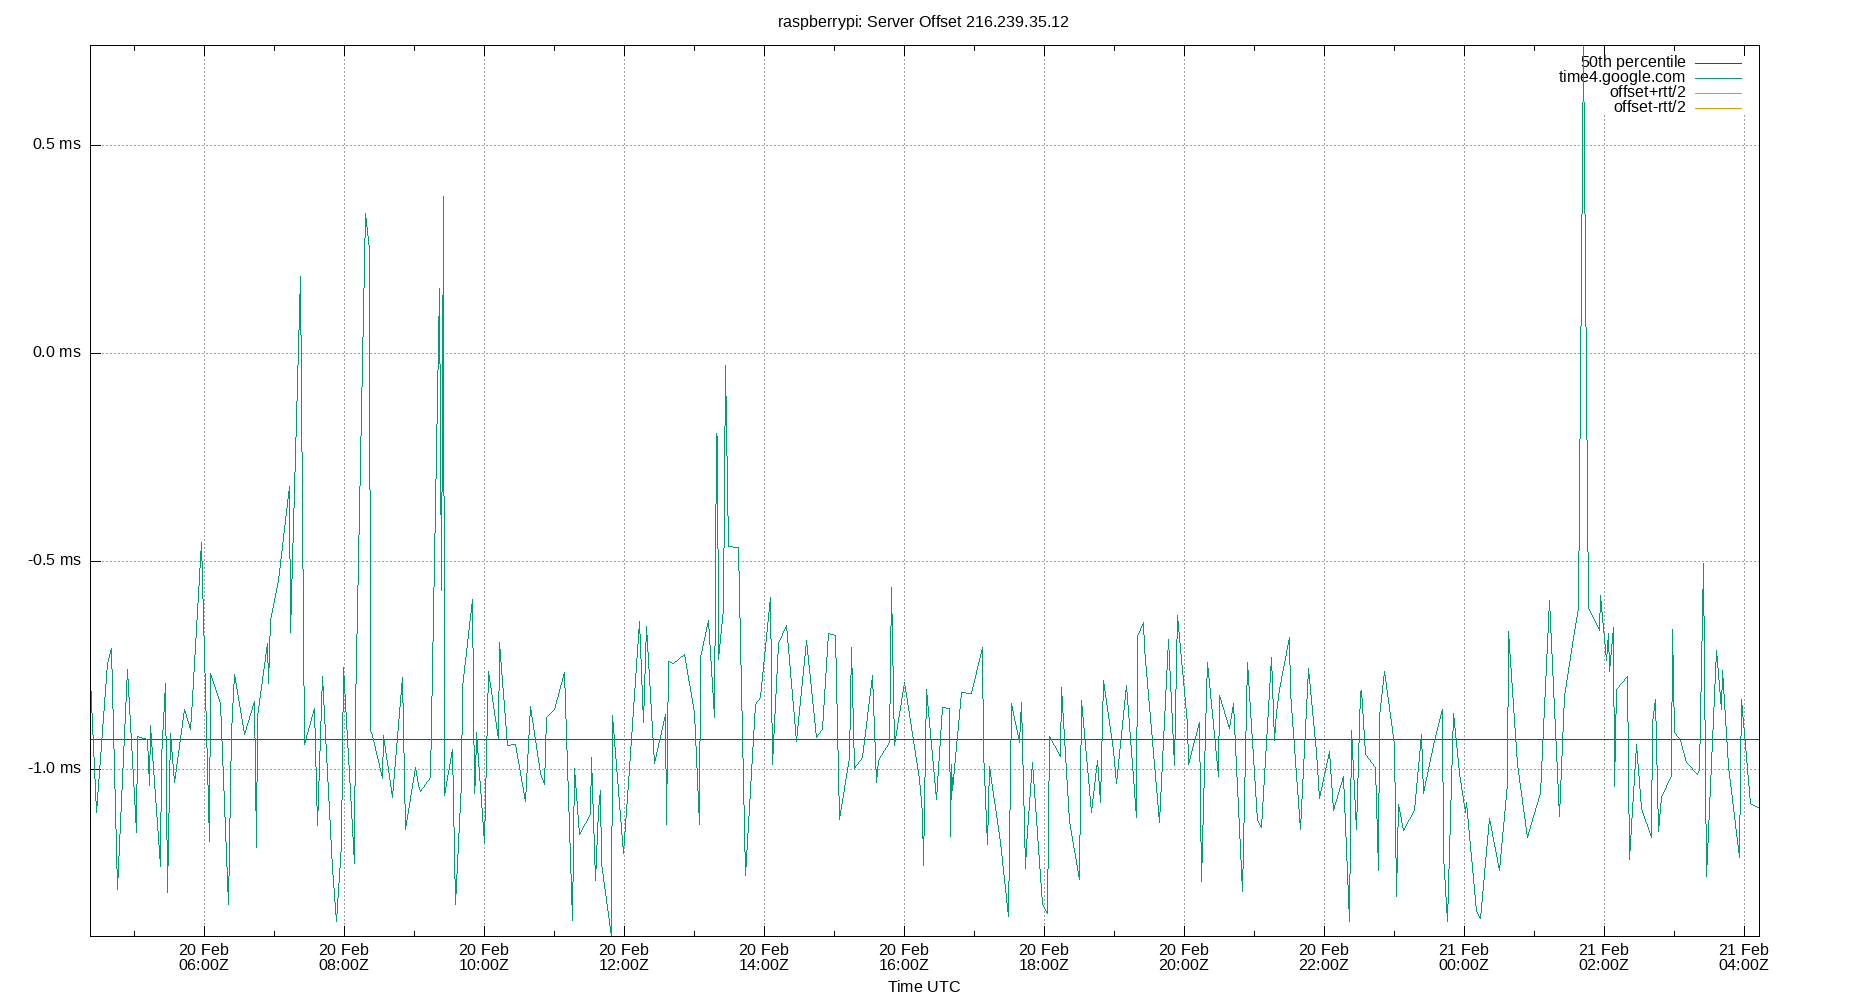 raspberrypi: Server Offset 216.239.35.12
50th percentile
time4.google.com
offset+rtt/2
offset-rtt/2
0.5 ms
0.0 ms
-0.5 ms
-1.0 ms
20 Feb 20 Feb 20 Feb 20 Feb 20 Feb 20 Feb 20 Feb 20 Feb 20 Feb 21 Feb 21 Feb 21 Feb
06:00Z 08:00Z 10:00Z 12:00Z 14:00Z 16:00Z 18:00Z 20:00Z 22:00Z 00:00Z 02:00Z 04:00Z
Time UTC